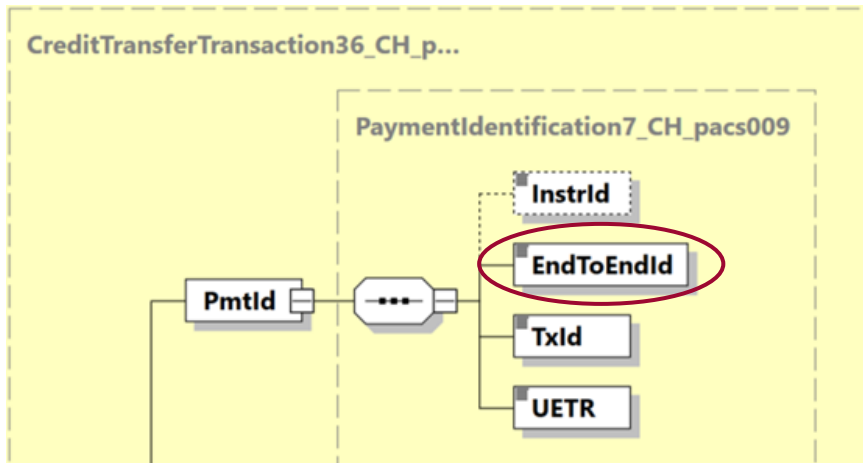 CreditTransferTransaction36_CH_p...
PaymentIdentification7_CH_pacs009
InstrId
EndToEndId
PmtId
TxId
UETR